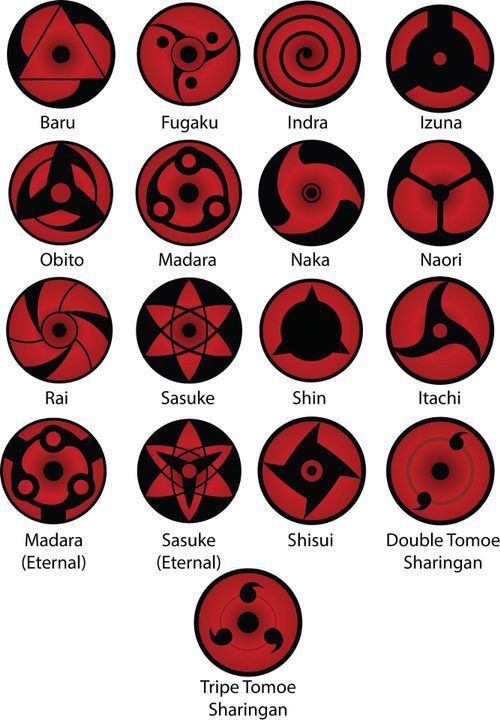 Baru
Fugaku
Indra
Izuna
Obito
Madara
Naka
Naori
Rai
Sasuke
Shin
Itachi
Madara
(Eternal)
Sasuke
(Eternal)
Shisui
Double Tomoe
Sharingan
Tripe Tomoe
Sharingan